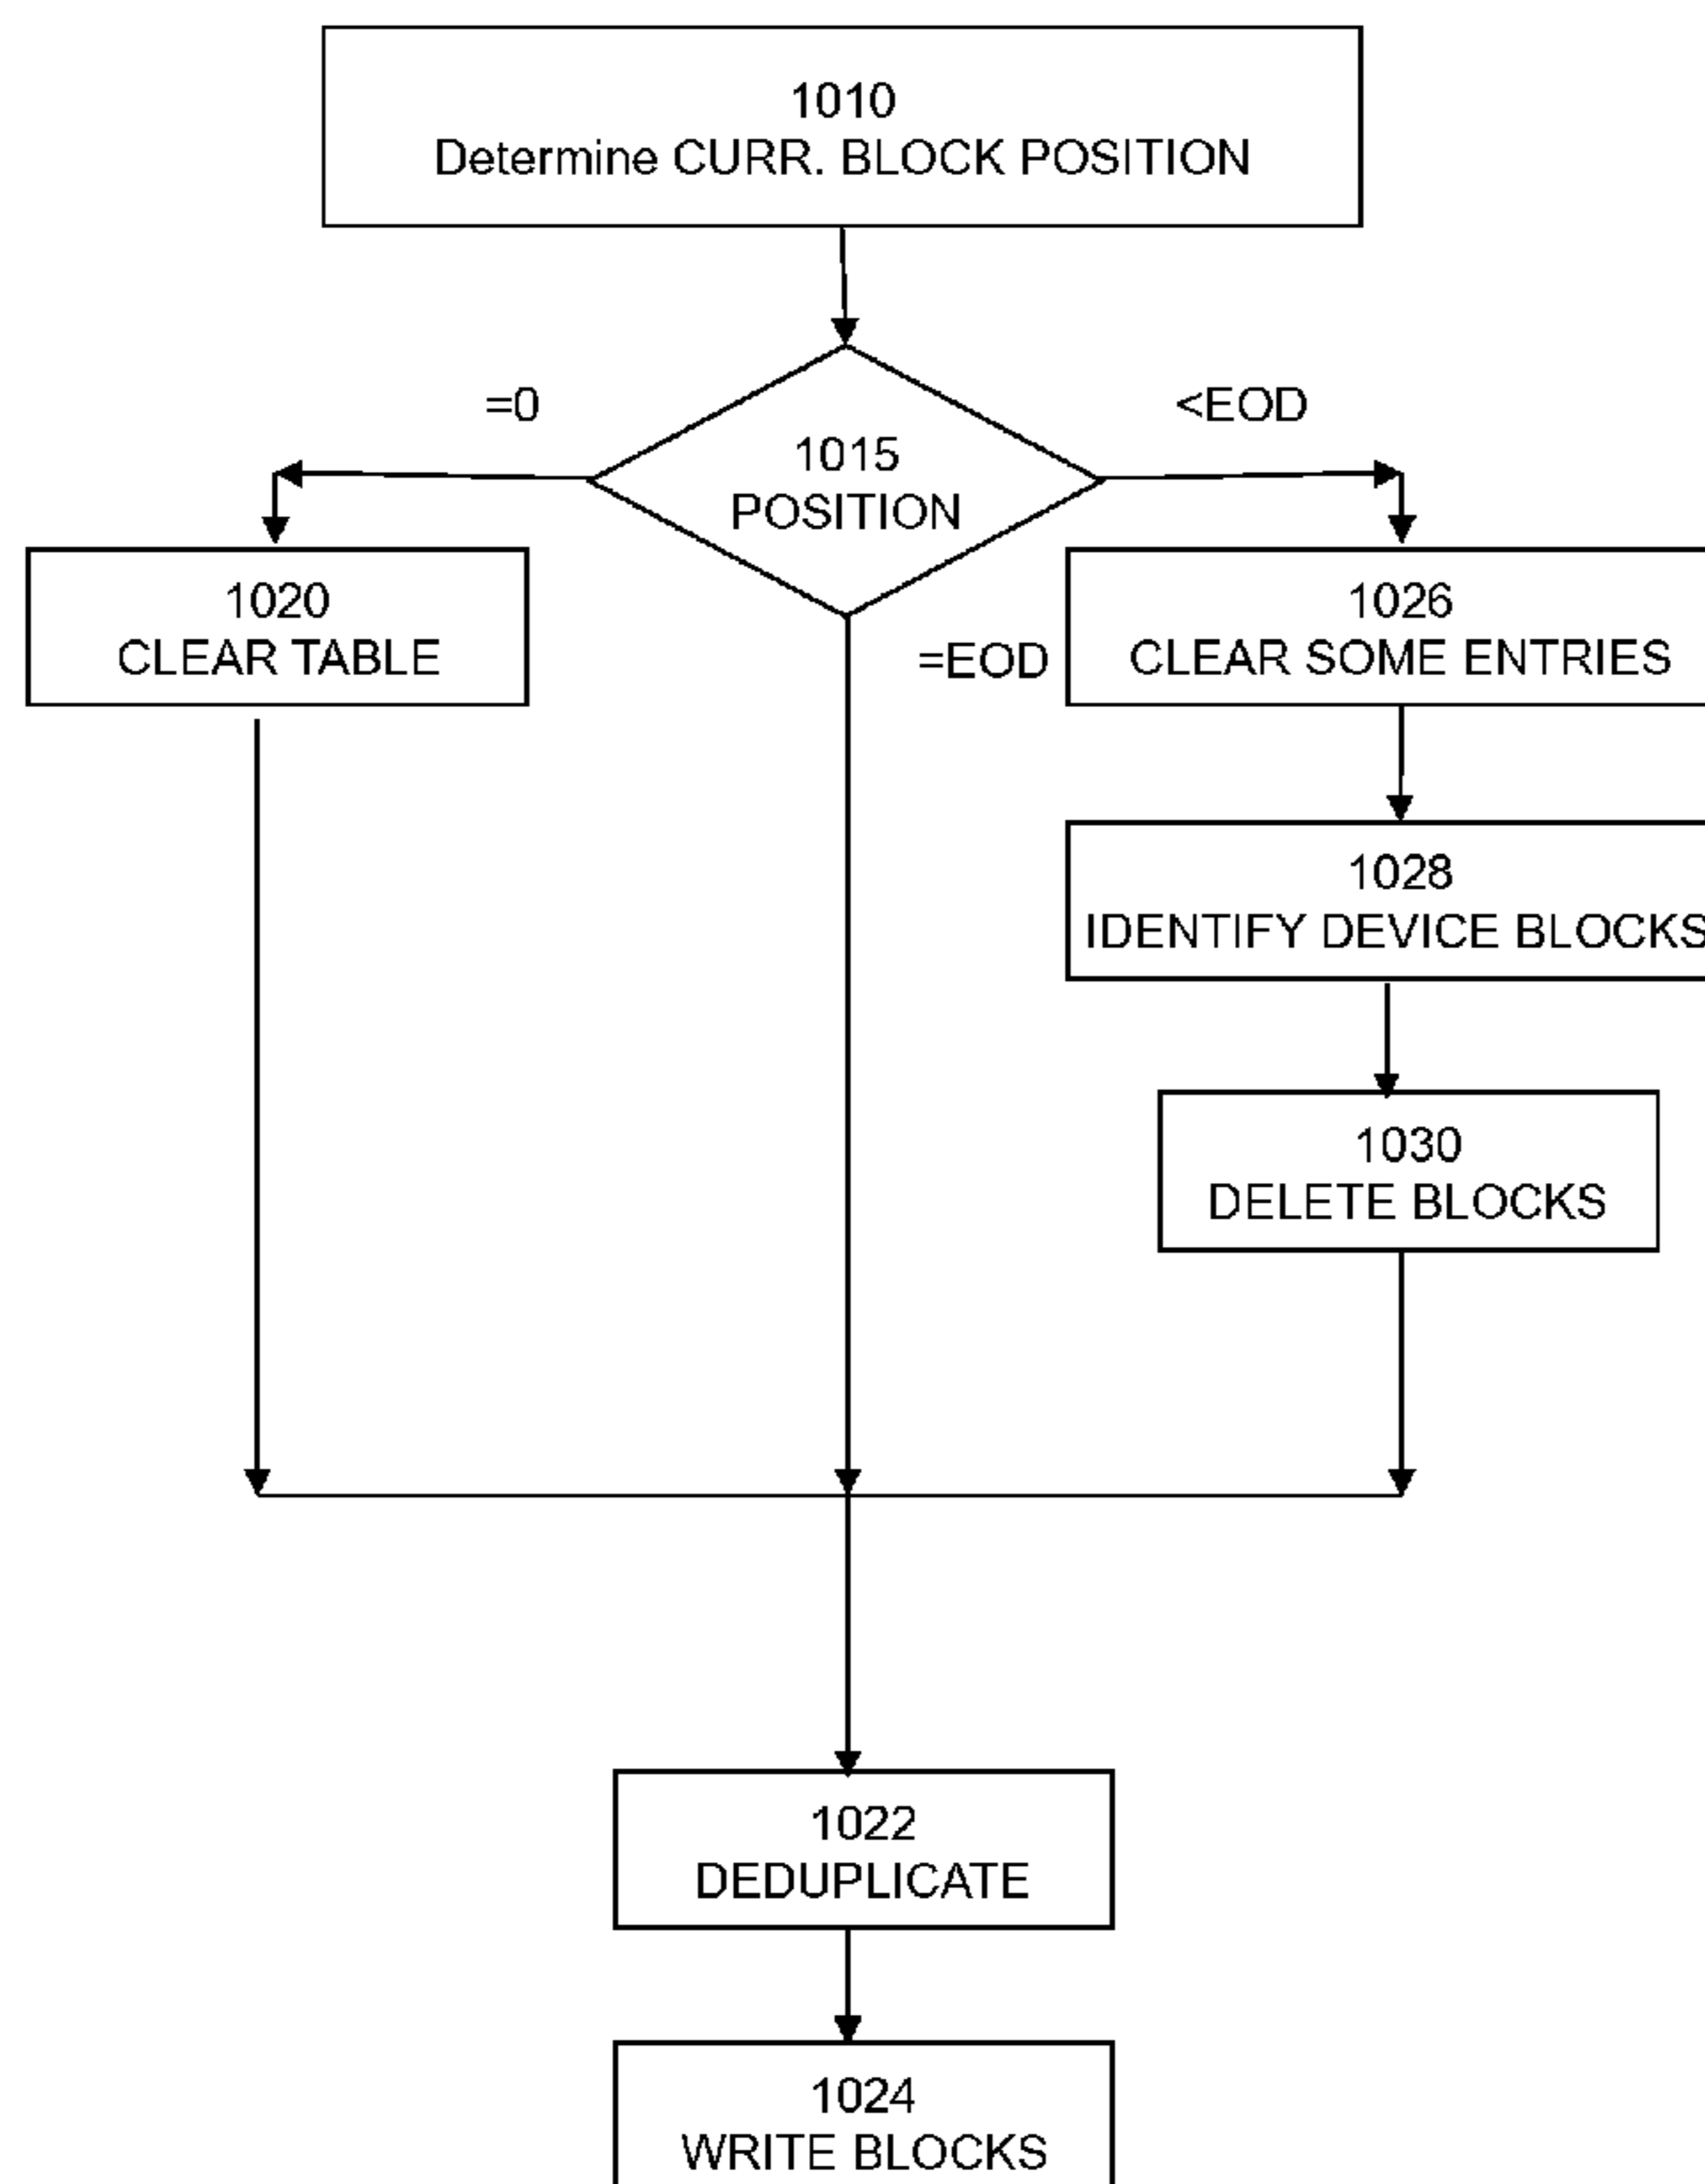 1010
Determine CURR. BLOCK POSITION
=0
<EOD
1015
POSITION
1020
CLEAR TABLE
=EOD
1026
CLEAR SOME ENTRIES
1028
IDENTIFY DEVICE BLOCKS
1030
DELETE BLOCKS
1022
DEDUPLICATE
1024
WRITE BLOCKS